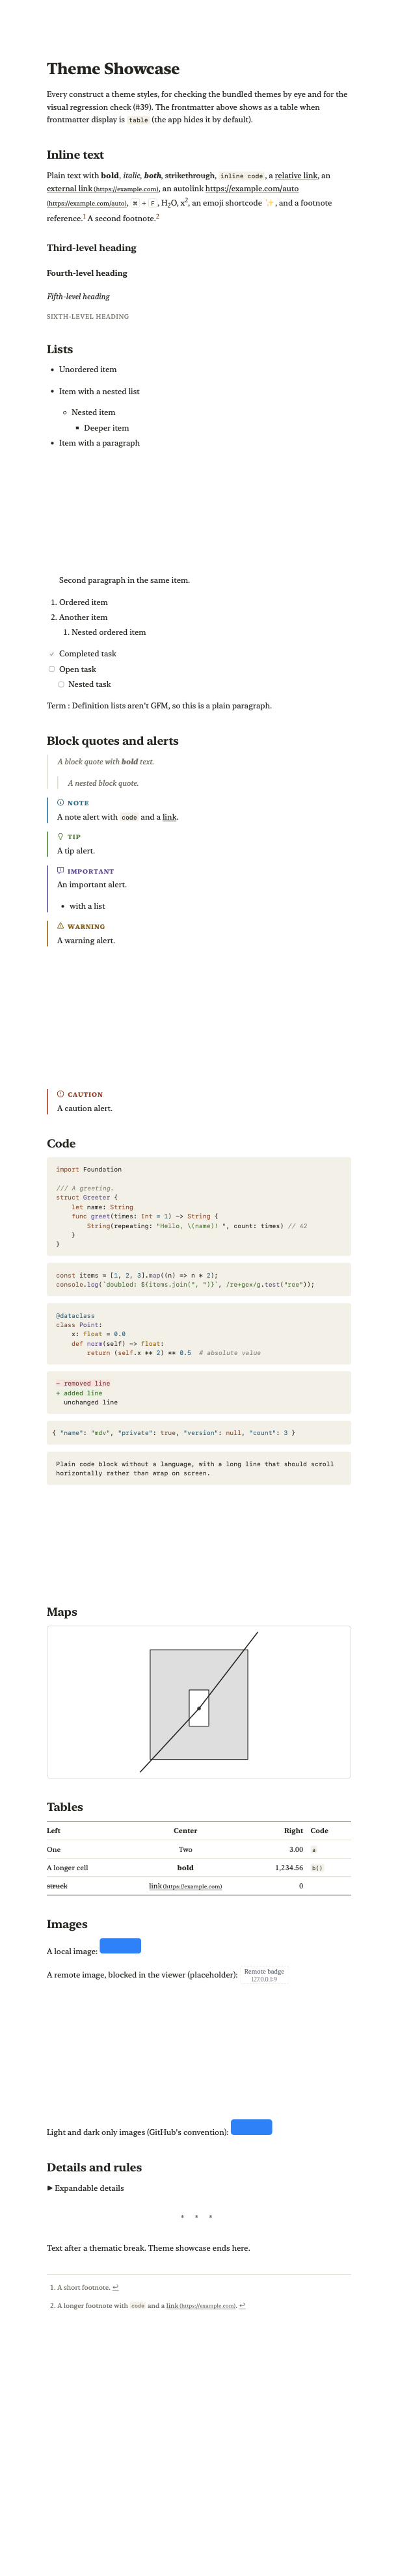 Theme Showcase
Every construct a theme styles, for checking the bundled themes by eye and for the
visual regression check (#39). The frontmatter above shows as a table when
frontmatter display is table (the app hides it by default).
Inline text
Plain text with bold, italic, both, strikethrough, inline code, a relative link, an
external link (https://example.com), an autolink https://example.com/auto
(https://example.com/auto), ⌘ + F, H₂O, x², an emoji shortcode ✨, and a footnote
reference.¹ A second footnote.²
Third-level heading
Fourth-level heading
Fifth-level heading
SIXTH-LEVEL HEADING
Lists
• Unordered item
• Item with a nested list
◦ Nested item
▪ Deeper item
• Item with a paragraph
Second paragraph in the same item.
1. Ordered item
2. Another item
1. Nested ordered item
✓ Completed task
Open task
Nested task
Term : Definition lists aren't GFM, so this is a plain paragraph.
Block quotes and alerts
A block quote with bold text.
A nested block quote.
NOTE
A note alert with code and a link.
TIP
A tip alert.
IMPORTANT
An important alert.
• with a list
WARNING
A warning alert.
CAUTION
A caution alert.
Code
import Foundation
/// A greeting.
struct Greeter {
    let name: String
    func greet(times: Int = 1) -> String {
        String(repeating: "Hello, \(name)! ", count: times) // 42
    }
}
const items = [1, 2, 3].map((n) => n * 2);
console.log(`doubled: ${items.join(", ")}`, /re+gex/g.test("ree"));
@dataclass
class Point:
    x: float = 0.0
    def norm(self) -> float:
        return (self.x ** 2) ** 0.5  # absolute value
- removed line
+ added line
  unchanged line
{ "name": "mdv", "private": true, "version": null, "count": 3 }
Plain code block without a language, with a long line that should scroll
horizontally rather than wrap on screen.
Maps
Tables
Left Center Right Code
One Two 3.00 a
A longer cell bold 1,234.56 b()
struck link (https://example.com) 0
Images
A local image:
A remote image, blocked in the viewer (placeholder): Remote badge
127.0.0.1:9
Light and dark only images (GitHub's convention):
Details and rules
▶ Expandable details
Text after a thematic break. Theme showcase ends here.
1. A short footnote. ↩
2. A longer footnote with code and a link (https://example.com). ↩